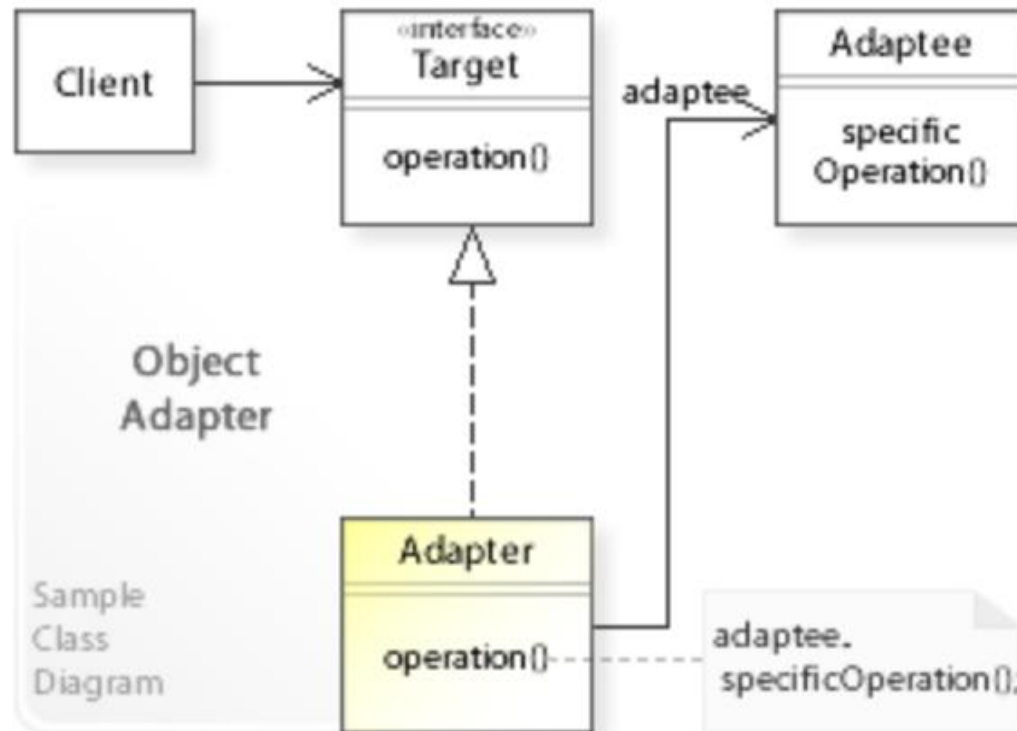 Client
«interface»
Target
operation()
adaptee
Adaptee
specific
Operation()
Object
Adapter
Sample
Class
Diagram
Adapter
operation()
adaptee.
specificOperation();